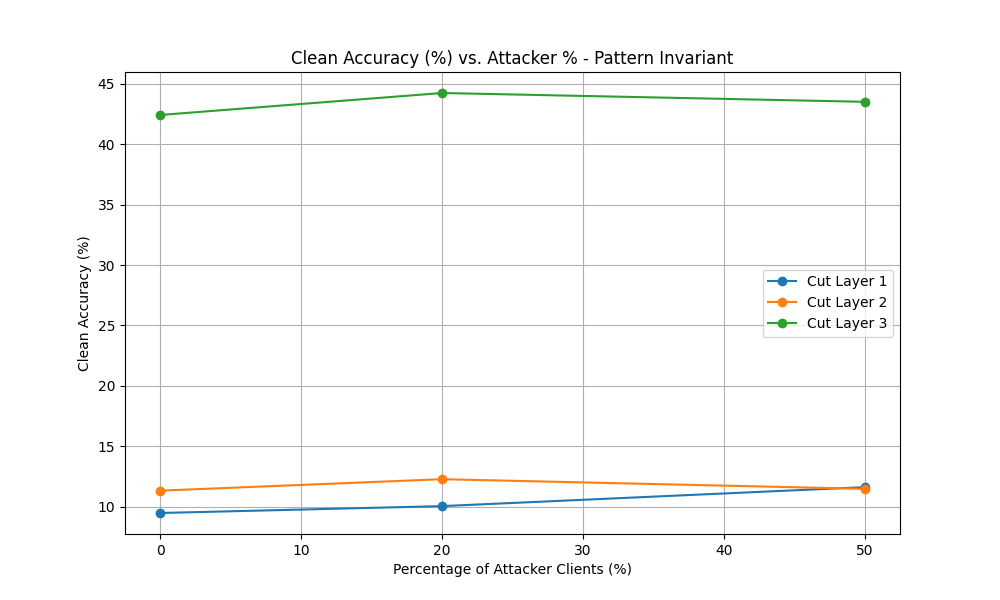 Clean Accuracy (%) vs. Attacker % - Pattern Invariant
Clean Accuracy (%)
45
40
35
30
25
20
15
10
Cut Layer 1
Cut Layer 2
Cut Layer 3
0 10 20 30 40 50
Percentage of Attacker Clients (%)